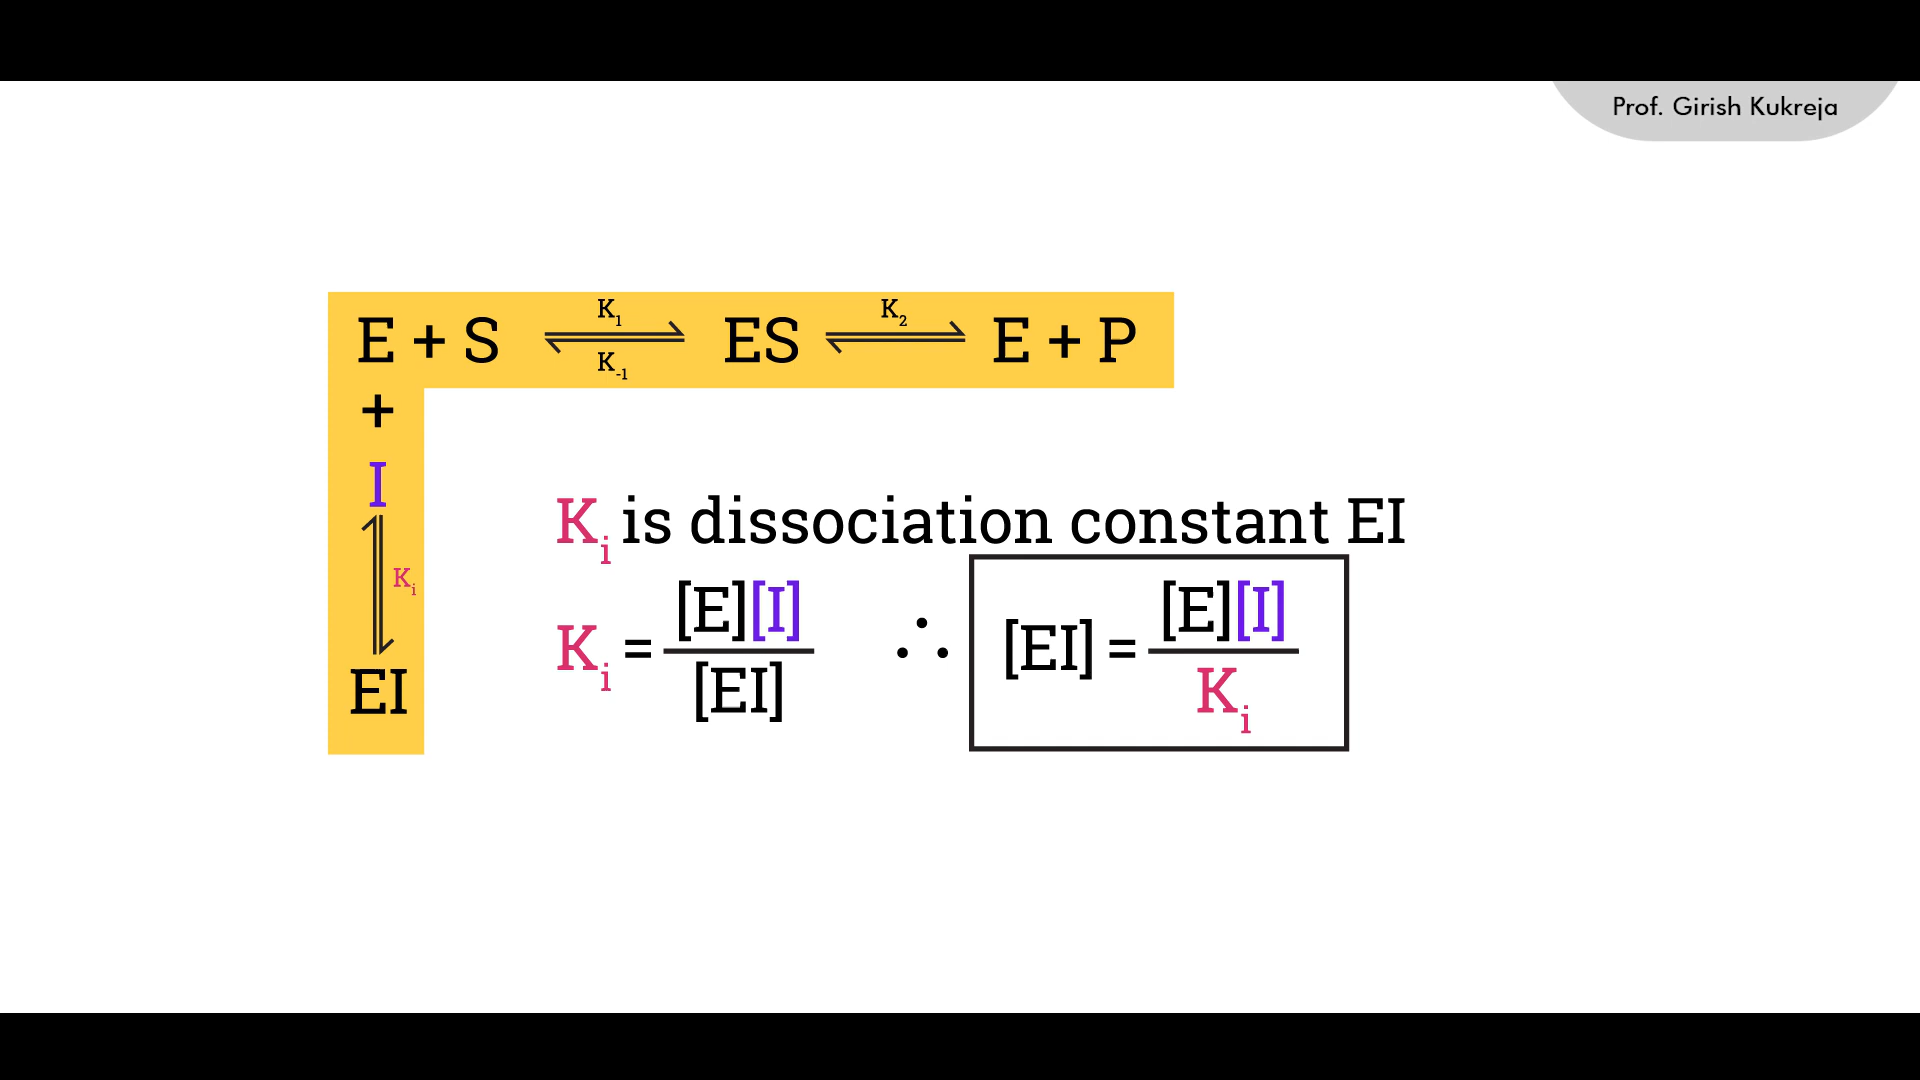 Prof. Girish Kukreja
E + S ⇌ ES ⇌ E + P
K₁
K₋₁
K₂
+
I
Kᵢ
EI
Kᵢ is dissociation constant EI
Kᵢ = [E][I] / [EI] ∴ [EI] = [E][I] / Kᵢ